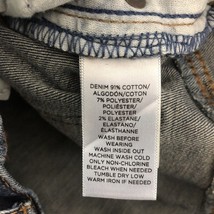 DENIM 91% COTTON/
ALGODÓN/COTON
7% POLYESTER/
POLIÉSTER/
POLYESTER
2% ELASTANE/
ELASTANO/
ELASTHANNE
WASH BEFORE
WEARING
WASH INSIDE OUT
MACHINE WASH COLD
ONLY NON-CHLORINE
BLEACH WHEN NEEDED
TUMBLE DRY LOW
WARM IRON IF NEEDED